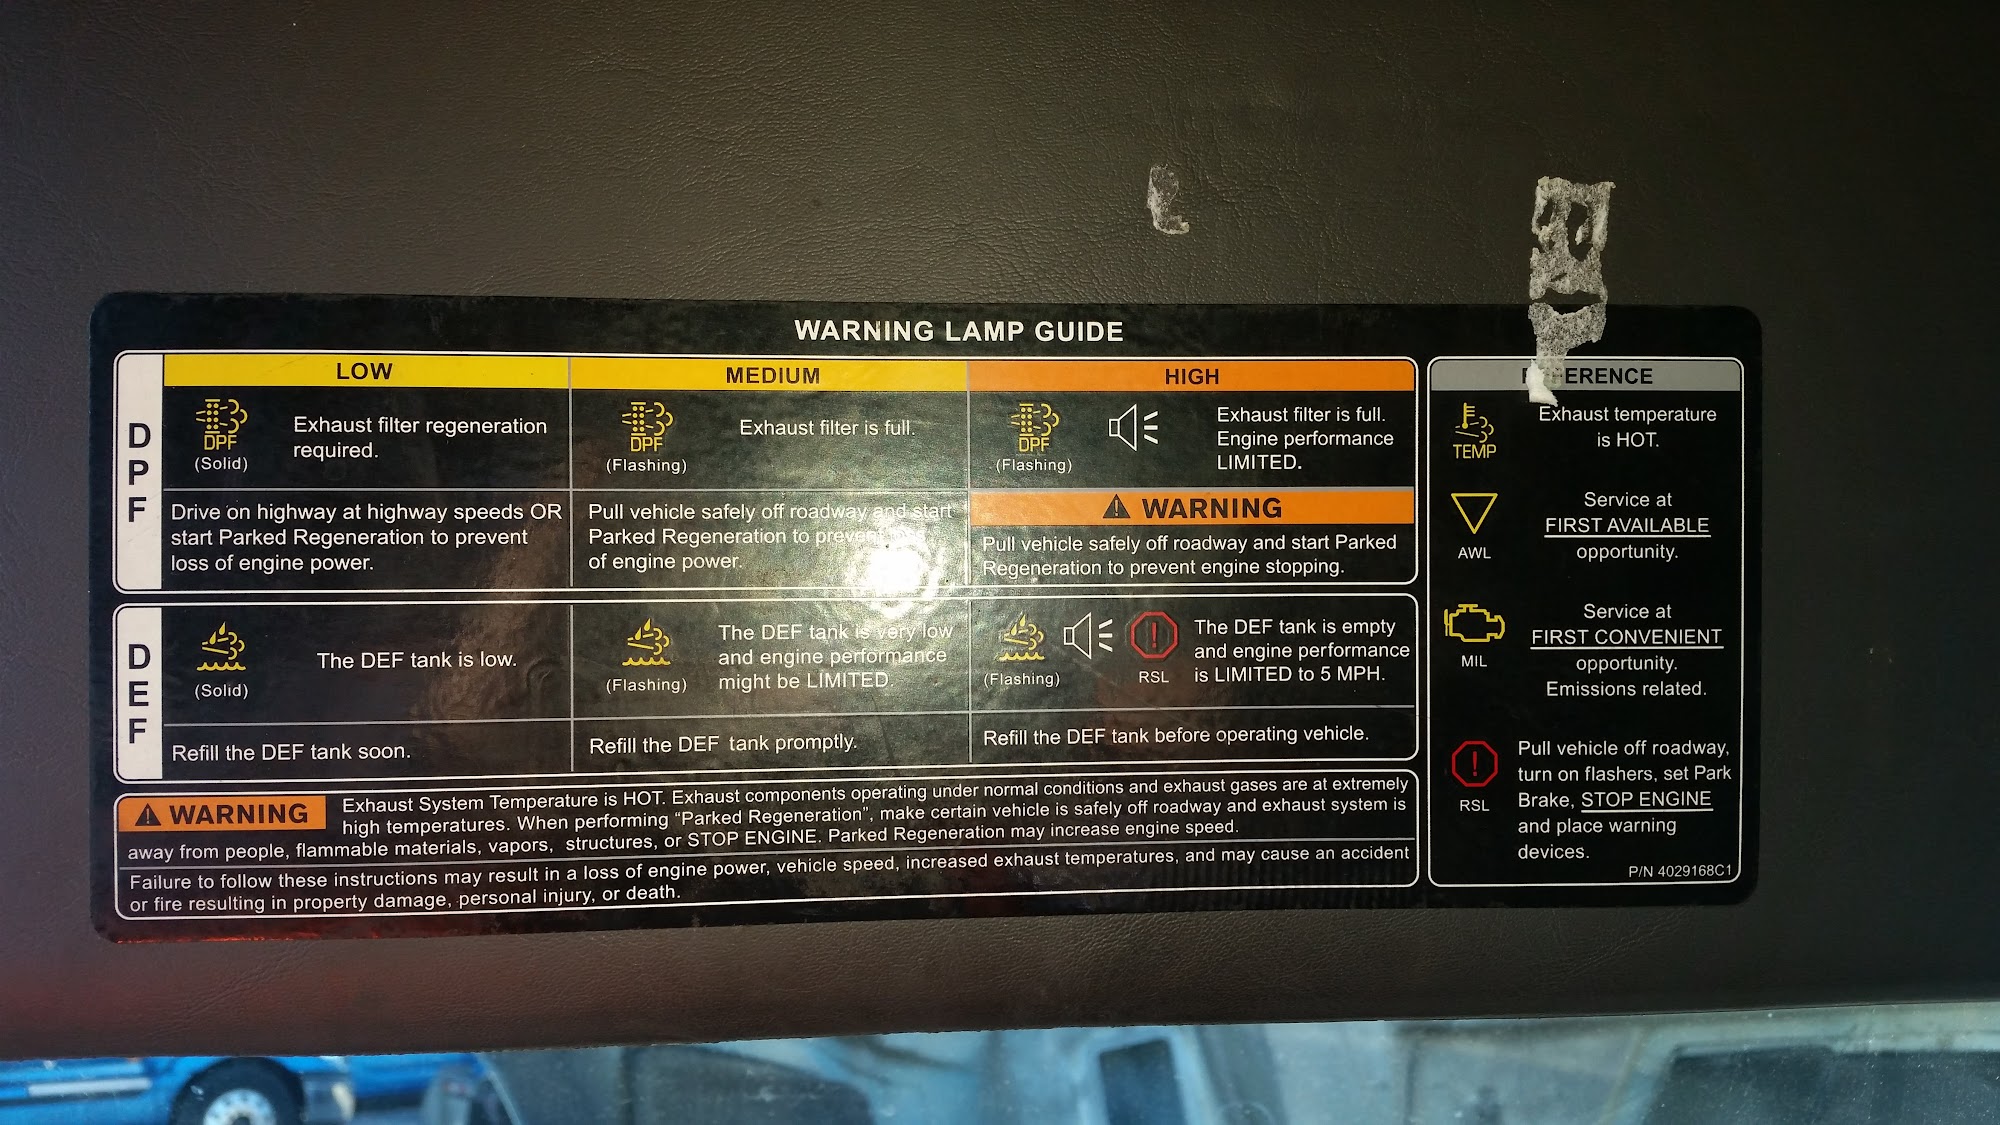 WARNING LAMP GUIDE
DPF
LOW
DPF
(Solid)
Exhaust filter regeneration
required.
Drive on highway at highway speeds OR
start Parked Regeneration to prevent
loss of engine power.
MEDIUM
DPF
(Flashing)
Exhaust filter is full.
Pull vehicle safely off roadway and start
Parked Regeneration to prevent loss
of engine power.
HIGH
DPF
(Flashing)
Exhaust filter is full.
Engine performance
LIMITED.
WARNING
Pull vehicle safely off roadway and start Parked
Regeneration to prevent engine stopping.
DEF
(Solid)
The DEF tank is low.
Refill the DEF tank soon.
(Flashing)
The DEF tank is very low
and engine performance
might be LIMITED.
Refill the DEF tank promptly.
(Flashing)
RSL
The DEF tank is empty
and engine performance
is LIMITED to 5 MPH.
Refill the DEF tank before operating vehicle.
WARNING
Exhaust System Temperature is HOT. Exhaust components operating under normal conditions and exhaust gases are at extremely
high temperatures. When performing “Parked Regeneration”, make certain vehicle is safely off roadway and exhaust system is
away from people, flammable materials, vapors, structures, or STOP ENGINE. Parked Regeneration may increase engine speed.
Failure to follow these instructions may result in a loss of engine power, vehicle speed, increased exhaust temperatures, and may cause an accident
or fire resulting in property damage, personal injury, or death.
REFERENCE
TEMP
Exhaust temperature
is HOT.
AWL
Service at
FIRST AVAILABLE
opportunity.
MIL
Service at
FIRST CONVENIENT
opportunity.
Emissions related.
RSL
Pull vehicle off roadway,
turn on flashers, set Park
Brake, STOP ENGINE
and place warning
devices.
P/N 4029168C1